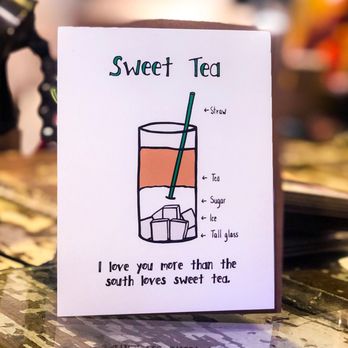 Sweet Tea
← Straw
← Tea
← Sugar
← Ice
← Tall glass
I love you more than the
south loves sweet tea.